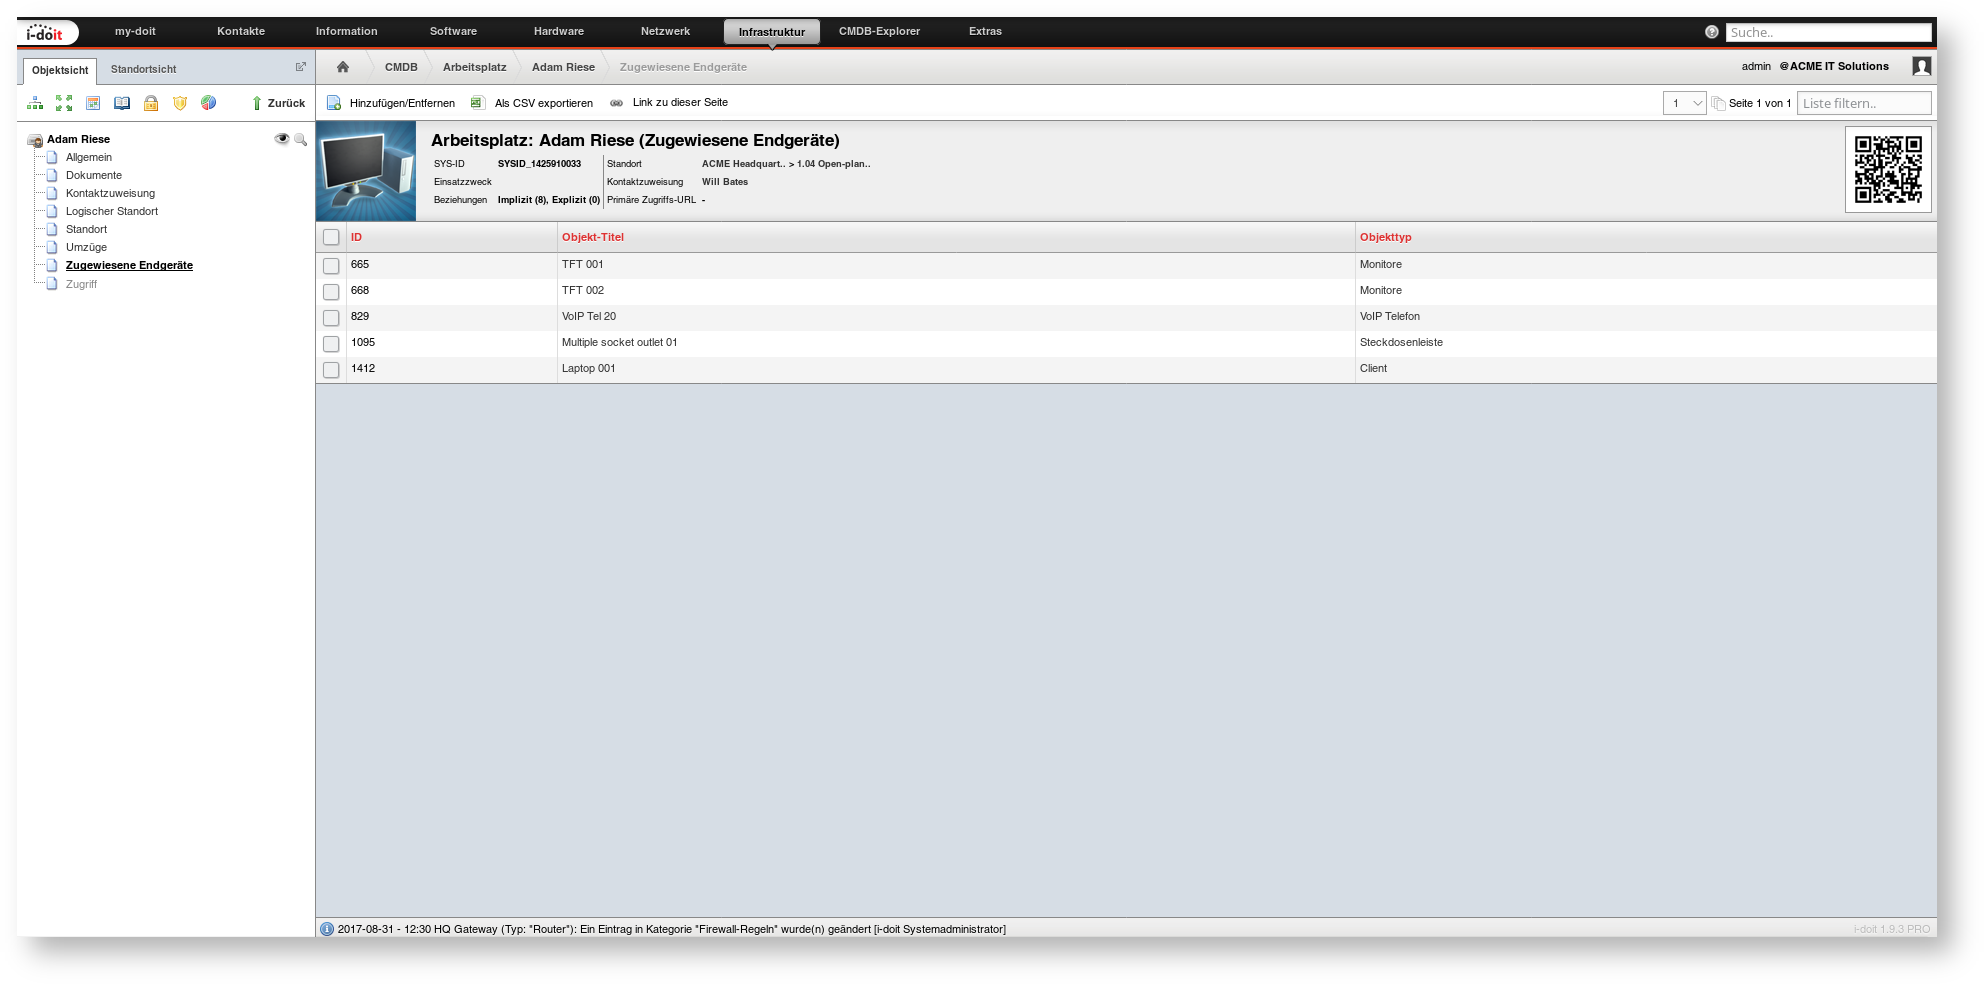 i-doit my-doit Kontakte Information Software Hardware Netzwerk Infrastruktur CMDB-Explorer Extras ? Suche..
Objektsicht Standortsicht CMDB Arbeitsplatz Adam Riese Zugewiesene Endgeräte admin @ACME IT Solutions
Zurück Hinzufügen/Entfernen Als CSV exportieren Link zu dieser Seite 1 Seite 1 von 1 Liste filtern..
Adam Riese
Allgemein
Dokumente
Kontaktzuweisung
Logischer Standort
Standort
Umzüge
Zugewiesene Endgeräte
Zugriff
Arbeitsplatz: Adam Riese (Zugewiesene Endgeräte)
SYS-ID SYSID_1425910033 Standort ACME Headquart.. > 1.04 Open-plan..
Einsatzzweck Kontaktzuweisung Will Bates
Beziehungen Implizit (8), Explizit (0) Primäre Zugriffs-URL -
ID Objekt-Titel Objekttyp
665 TFT 001 Monitore
668 TFT 002 Monitore
829 VoIP Tel 20 VoIP Telefon
1095 Multiple socket outlet 01 Steckdosenleiste
1412 Laptop 001 Client
2017-08-31 - 12:30 HQ Gateway (Typ: "Router"): Ein Eintrag in Kategorie "Firewall-Regeln" wurde(n) geändert [i-doit Systemadministrator] i-doit 1.9.3 PRO